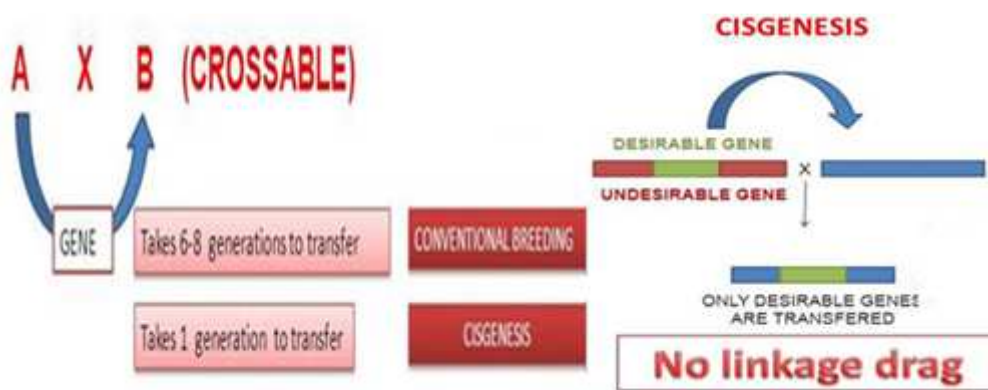 A X B (CROSSABLE)
GENE
Takes 6-8 generations to transfer
CONVENTIONAL BREEDING
Takes 1 generation to transfer
CISGENESIS
CISGENESIS
DESIRABLE GENE
X
UNDESIRABLE GENE
ONLY DESIRABLE GENES
ARE TRANSFERED
No linkage drag